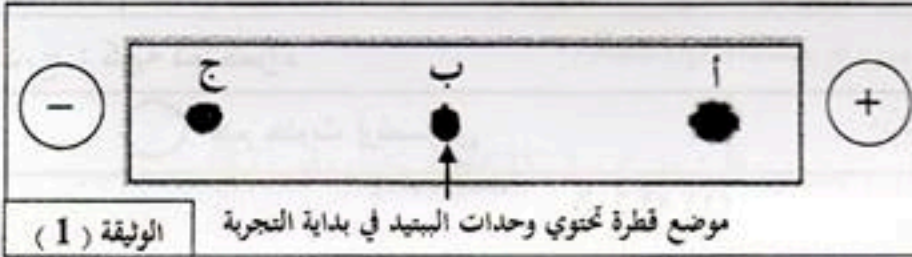 أ ب ج
+ −
موضع قطرة تحتوي وحدات الببتيد في بداية التجربة
الوثيقة ( 1 )